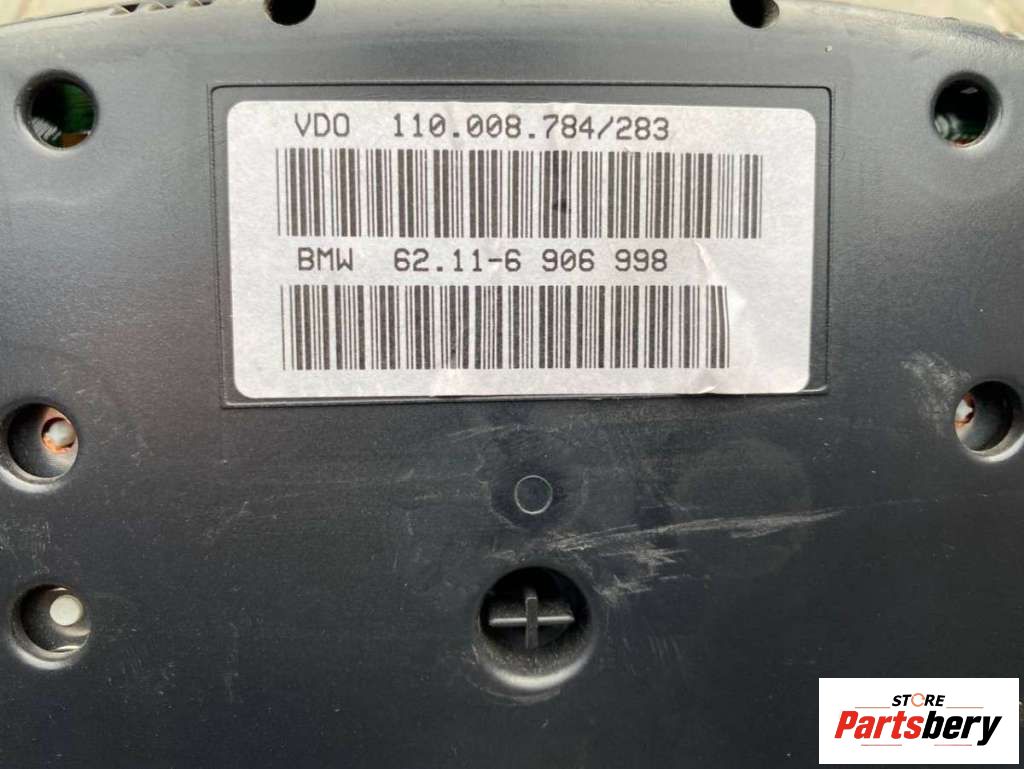 VDO 110.008.784/283
BMW 62.11-6 906 998
STORE
Partsbery